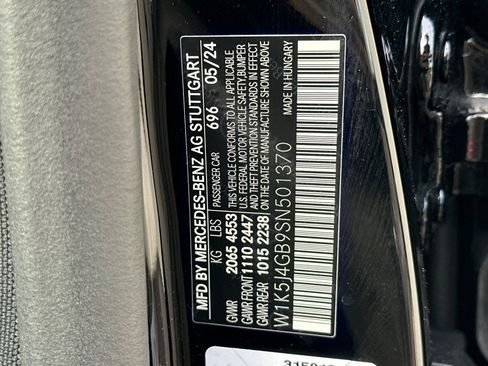 MFD BY MERCEDES-BENZ AG STUTTGART
PASSENGER CAR 696 05/24
KG LBS
GVWR 2065 4553
GAWR FRONT 1110 2447
GAWR REAR 1015 2238
THIS VEHICLE CONFORMS TO ALL APPLICABLE
U.S. FEDERAL MOTOR VEHICLE SAFETY, BUMPER
AND THEFT PREVENTION STANDARDS IN EFFECT
ON THE DATE OF MANUFACTURE SHOWN ABOVE
W1K5J4GB9SN501370
MADE IN HUNGARY